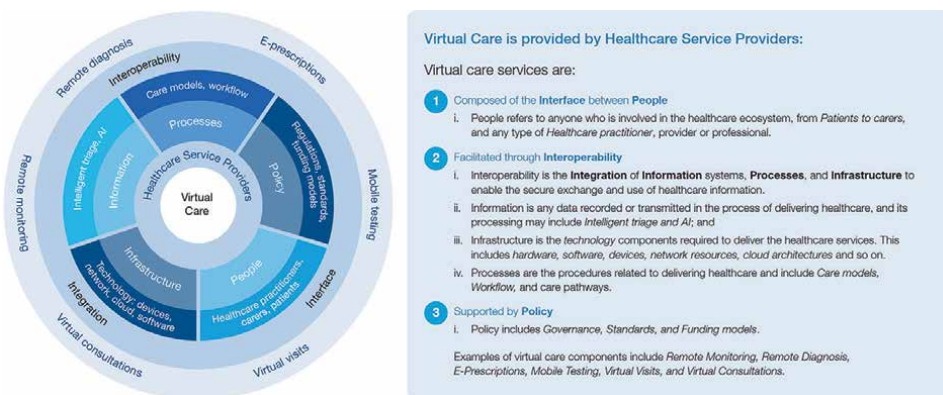 Remote diagnosis
E-prescriptions
Interoperability
Care models, workflow
Processes
Intelligent triage, AI
Information
Healthcare Service Providers
Policy
Regulations, standards,
funding models
Remote monitoring
Mobile testing
Virtual
Care
Infrastructure
People
Technology: devices,
network, cloud, software
Healthcare practitioners,
carers, patients
Integration
Interface
Virtual consultations
Virtual visits
Virtual Care is provided by Healthcare Service Providers:
Virtual care services are:
1 Composed of the Interface between People
i. People refers to anyone who is involved in the healthcare ecosystem, from Patients to carers,
and any type of Healthcare practitioner, provider or professional.
2 Facilitated through Interoperability
i. Interoperability is the Integration of Information systems, Processes, and Infrastructure to
enable the secure exchange and use of healthcare information.
ii. Information is any data recorded or transmitted in the process of delivering healthcare, and its
processing may include Intelligent triage and AI; and
iii. Infrastructure is the technology components required to deliver the healthcare services. This
includes hardware, software, devices, network resources, cloud architectures and so on.
iv. Processes are the procedures related to delivering healthcare and include Care models,
Workflow, and care pathways.
3 Supported by Policy
i. Policy includes Governance, Standards, and Funding models.
Examples of virtual care components include Remote Monitoring, Remote Diagnosis,
E-Prescriptions, Mobile Testing, Virtual Visits, and Virtual Consultations.